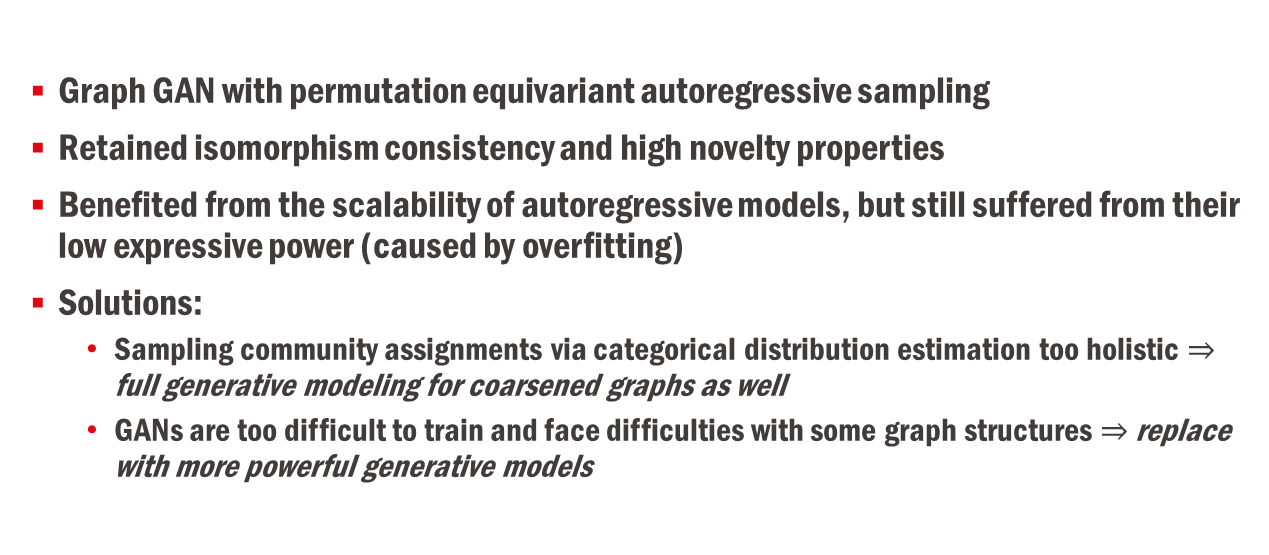 ▪ Graph GAN with permutation equivariant autoregressive sampling
▪ Retained isomorphism consistency and high novelty properties
▪ Benefited from the scalability of autoregressive models, but still suffered from their
low expressive power (caused by overfitting)
▪ Solutions:
• Sampling community assignments via categorical distribution estimation too holistic ⇒
full generative modeling for coarsened graphs as well
• GANs are too difficult to train and face difficulties with some graph structures ⇒ replace
with more powerful generative models